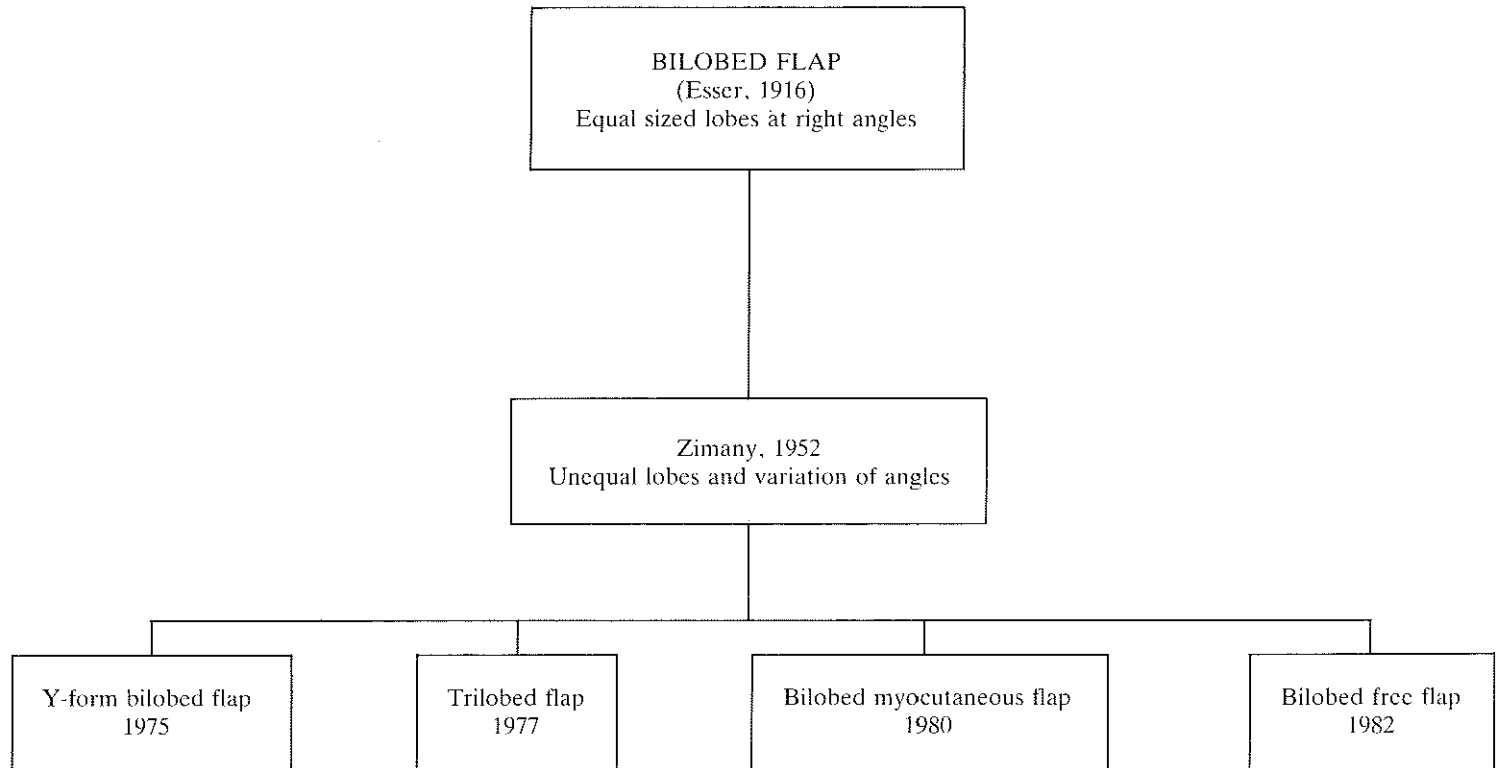 BILOBED FLAP
(Esser, 1916)
Equal sized lobes at right angles
Zimany, 1952
Unequal lobes and variation of angles
Y-form bilobed flap
1975
Trilobed flap
1977
Bilobed myocutaneous flap
1980
Bilobed free flap
1982